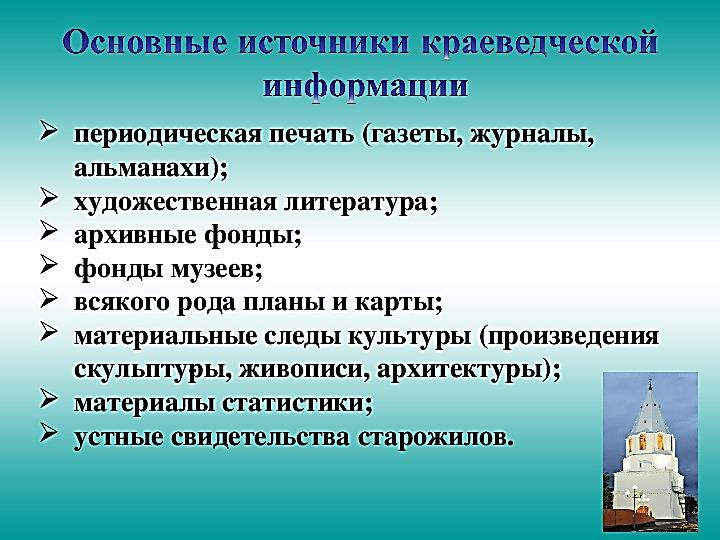 Основные источники краеведческой
информации
периодическая печать (газеты, журналы,
альманахи);
художественная литература;
архивные фонды;
фонды музеев;
всякого рода планы и карты;
материальные следы культуры (произведения
скульптуры, живописи, архитектуры);
материалы статистики;
устные свидетельства старожилов.